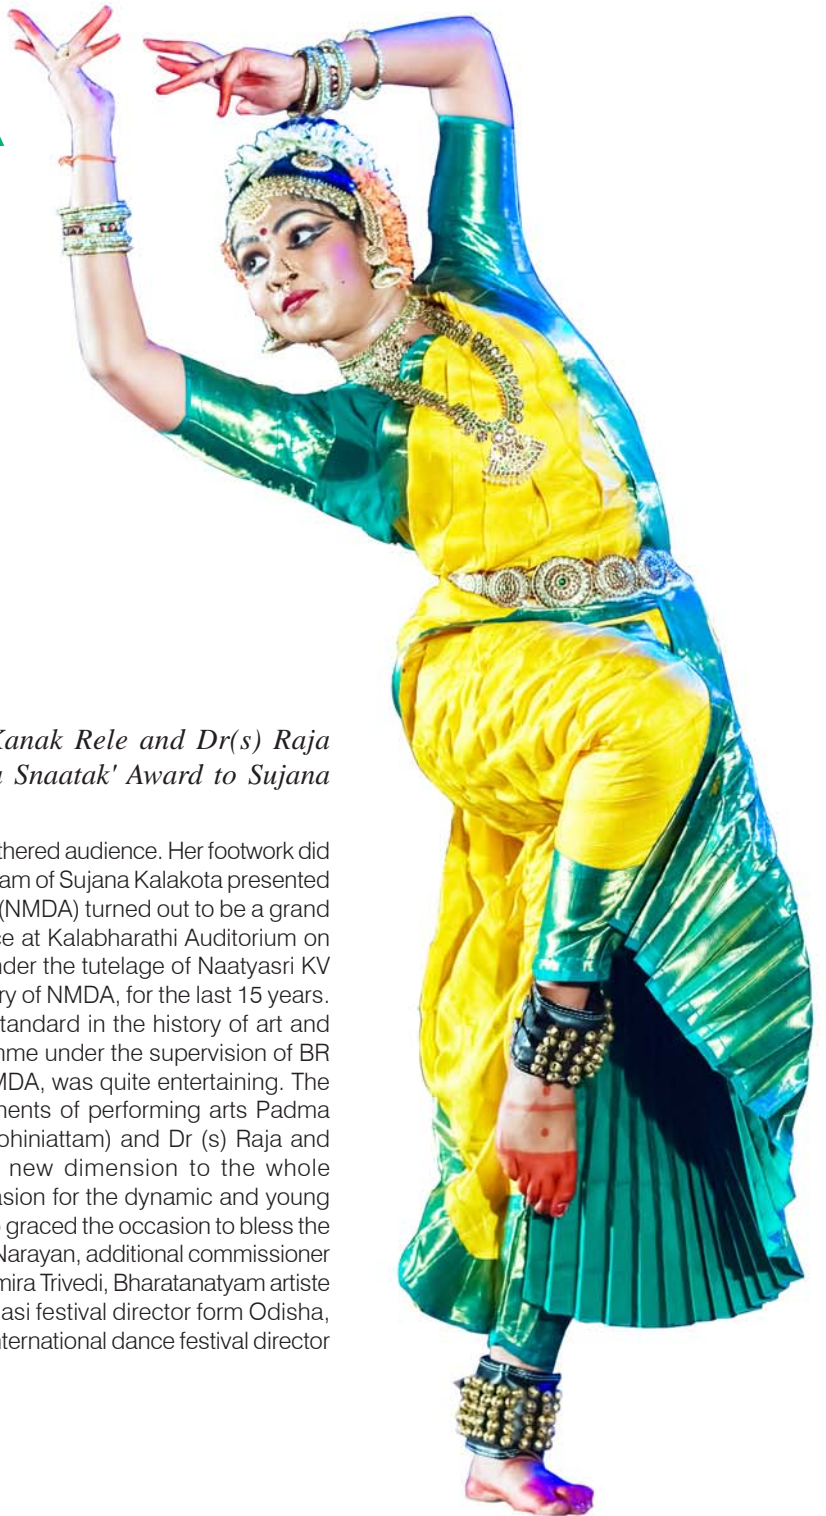 Kanak Rele and Dr(s) Raja
Snaatak' Award to Sujana
thered audience. Her footwork did
am of Sujana Kalakota presented
(NMDA) turned out to be a grand
ce at Kalabharathi Auditorium on
nder the tutelage of Naatyasri KV
ry of NMDA, for the last 15 years.
tandard in the history of art and
mme under the supervision of BR
MDA, was quite entertaining. The
nents of performing arts Padma
ohiniattam) and Dr (s) Raja and
new dimension to the whole
asion for the dynamic and young
graced the occasion to bless the
Narayan, additional commissioner
mira Trivedi, Bharatanatyam artiste
asi festival director form Odisha,
nternational dance festival director